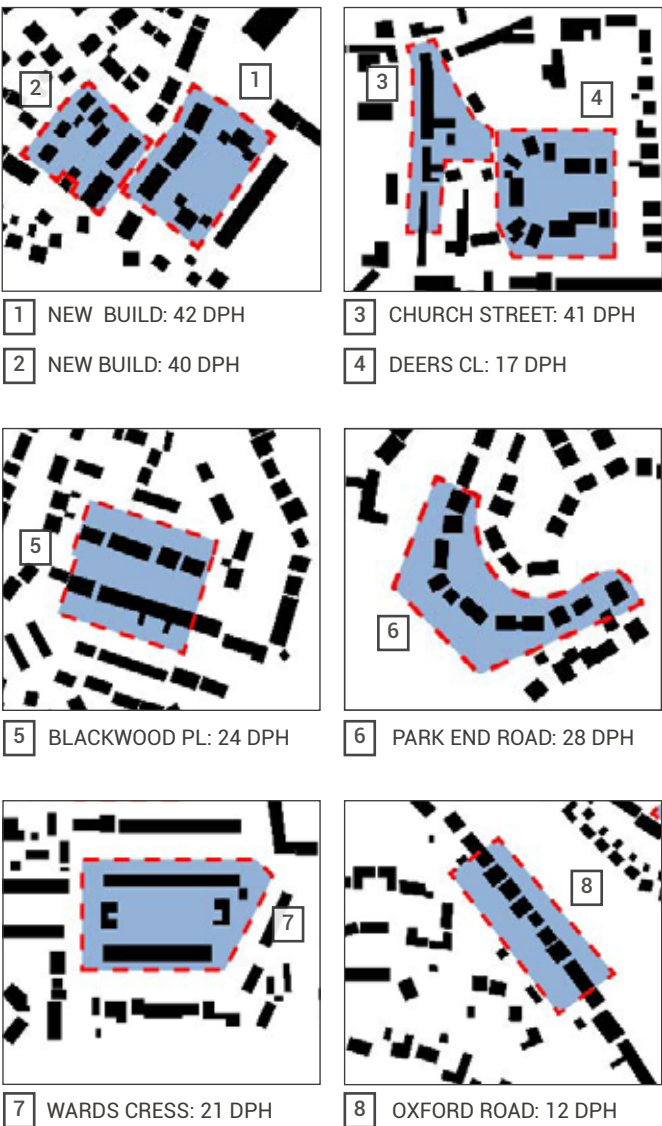 2
1
3
4
1 NEW BUILD: 42 DPH
3 CHURCH STREET: 41 DPH
2 NEW BUILD: 40 DPH
4 DEERS CL: 17 DPH
5
6
5 BLACKWOOD PL: 24 DPH
6 PARK END ROAD: 28 DPH
7
8
7 WARDS CRESS: 21 DPH
8 OXFORD ROAD: 12 DPH